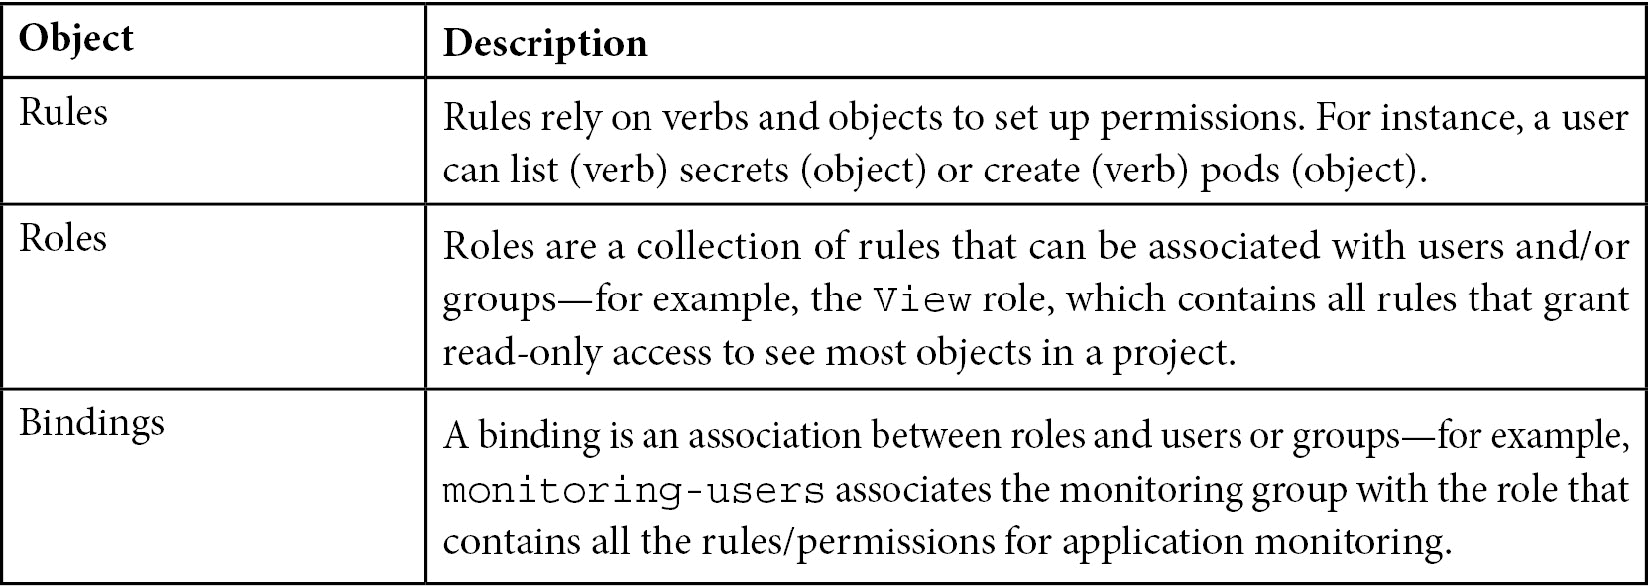 Object
Description
Rules
Rules rely on verbs and objects to set up permissions. For instance, a user
can list (verb) secrets (object) or create (verb) pods (object).
Roles
Roles are a collection of rules that can be associated with users and/or
groups—for example, the View role, which contains all rules that grant
read-only access to see most objects in a project.
Bindings
A binding is an association between roles and users or groups—for example,
monitoring-users associates the monitoring group with the role that
contains all the rules/permissions for application monitoring.